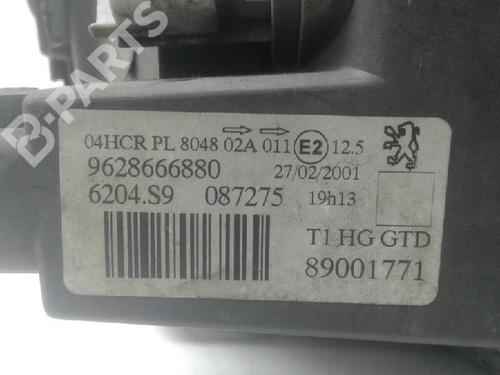 B-PARTS
04HCR PL 8048 02A 011 E2 12.5
9628666880 27/02/2001
6204.S9 087275 19h13
T1 HG GTD
89001771